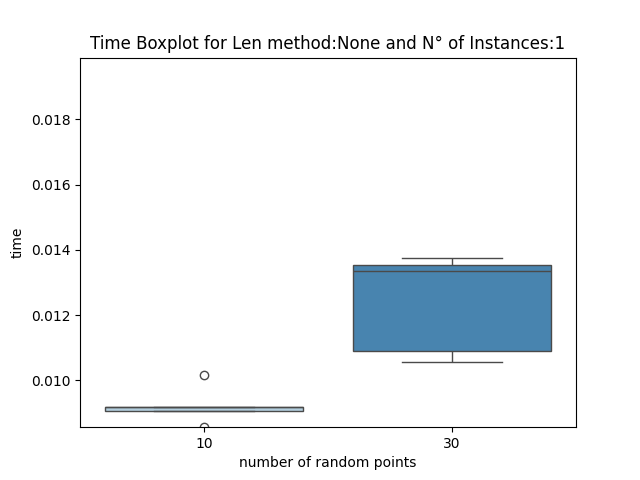 Time Boxplot for Len method:None and N° of Instances:1
0.018
0.016
0.014
0.012
0.010
time
10
30
number of random points